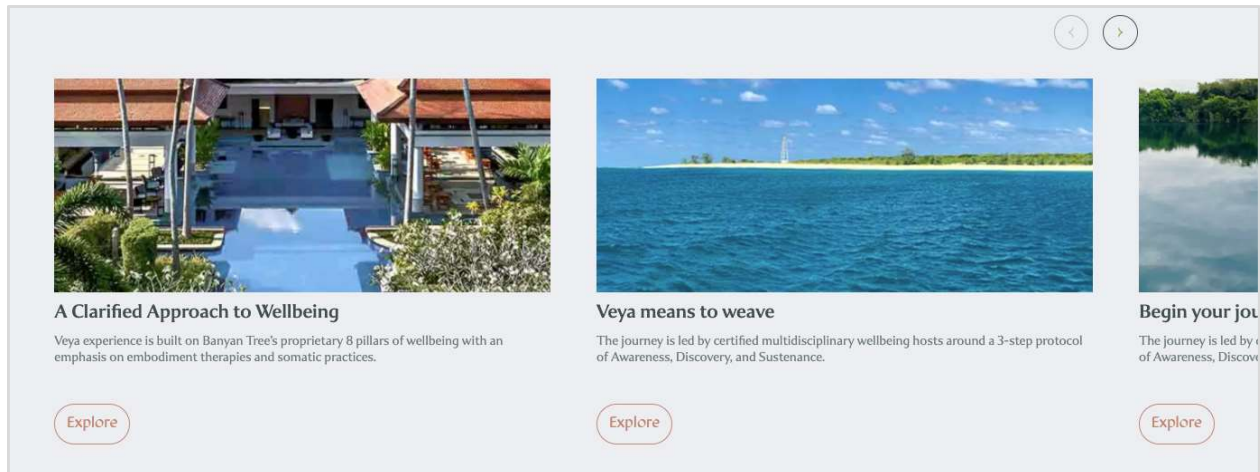 A Clarified Approach to Wellbeing
Veya experience is built on Banyan Tree's proprietary 8 pillars of wellbeing with an
emphasis on embodiment therapies and somatic practices.
Explore
Veya means to weave
The journey is led by certified multidisciplinary wellbeing hosts around a 3-step protocol
of Awareness, Discovery, and Sustenance.
Explore
Begin your
The journey is led by
of Awareness,
Explore